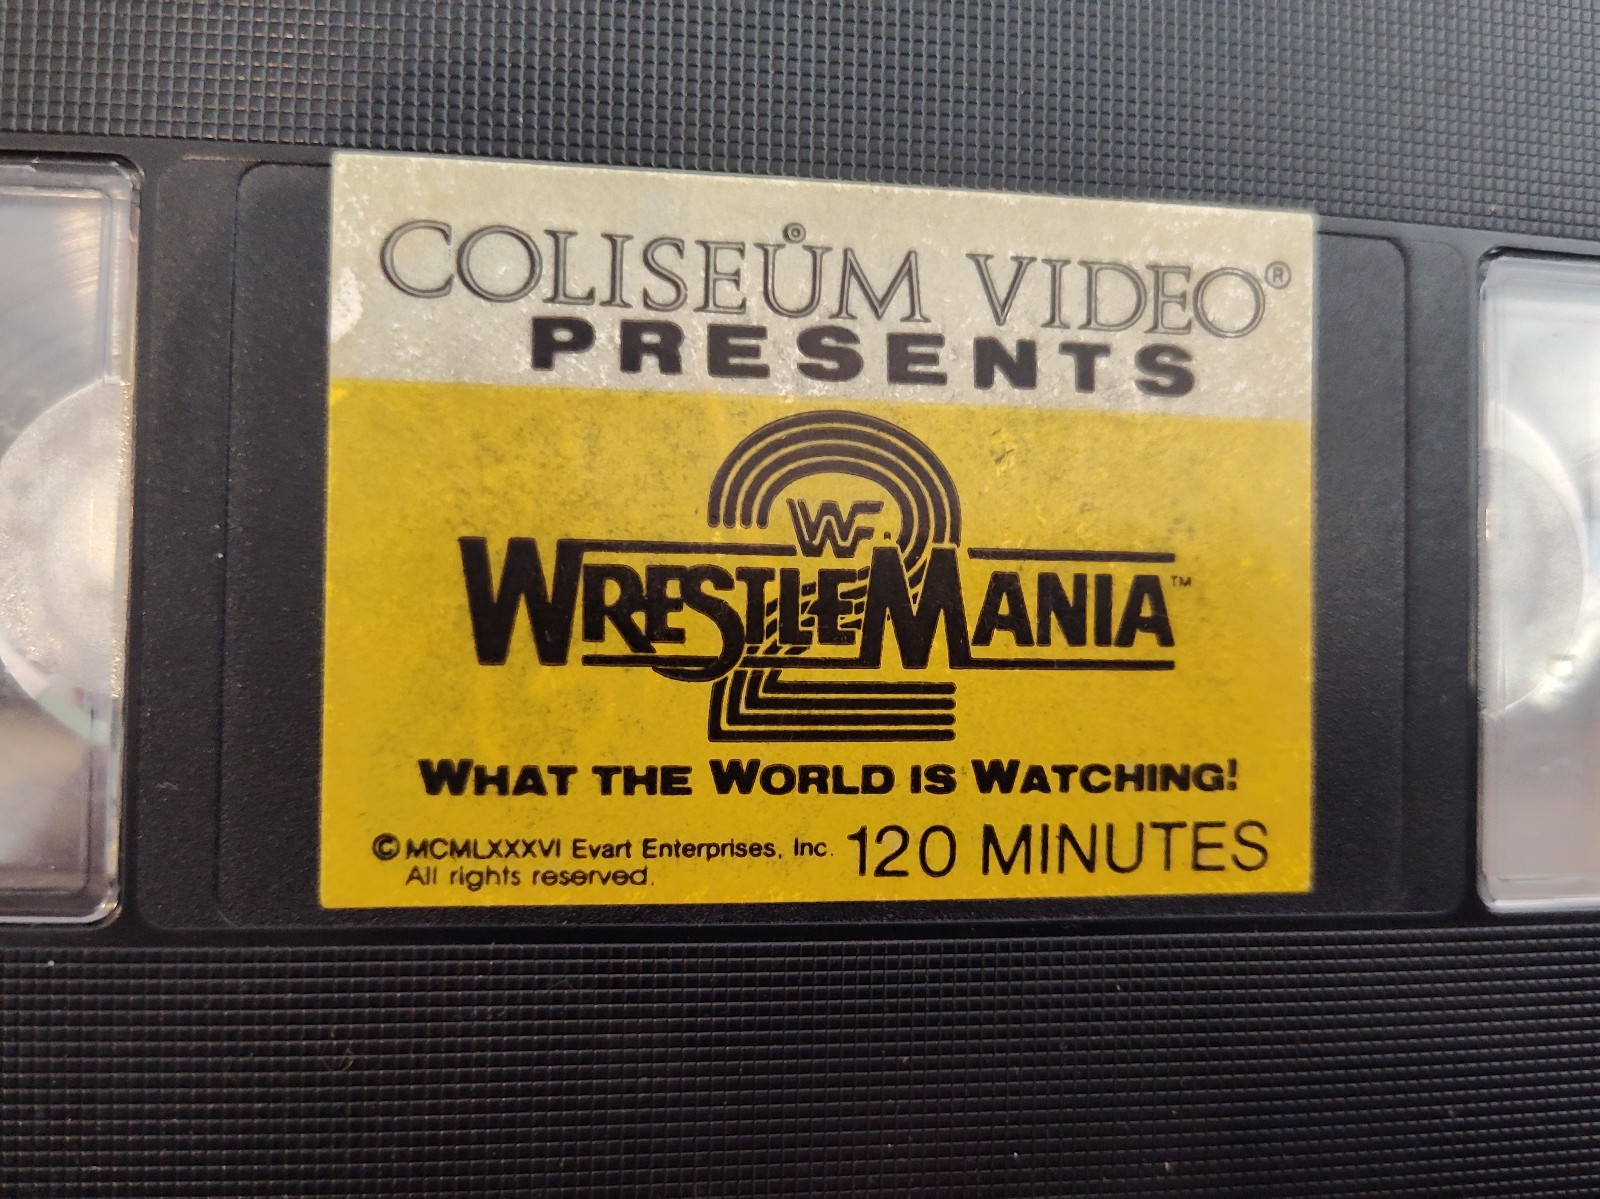 COLISEUM VIDEO®
PRESENTS
2
WF
WRESTLEMANIA™
WHAT THE WORLD IS WATCHING!
©MCMLXXXVI Evart Enterprises, Inc. 120 MINUTES
All rights reserved.